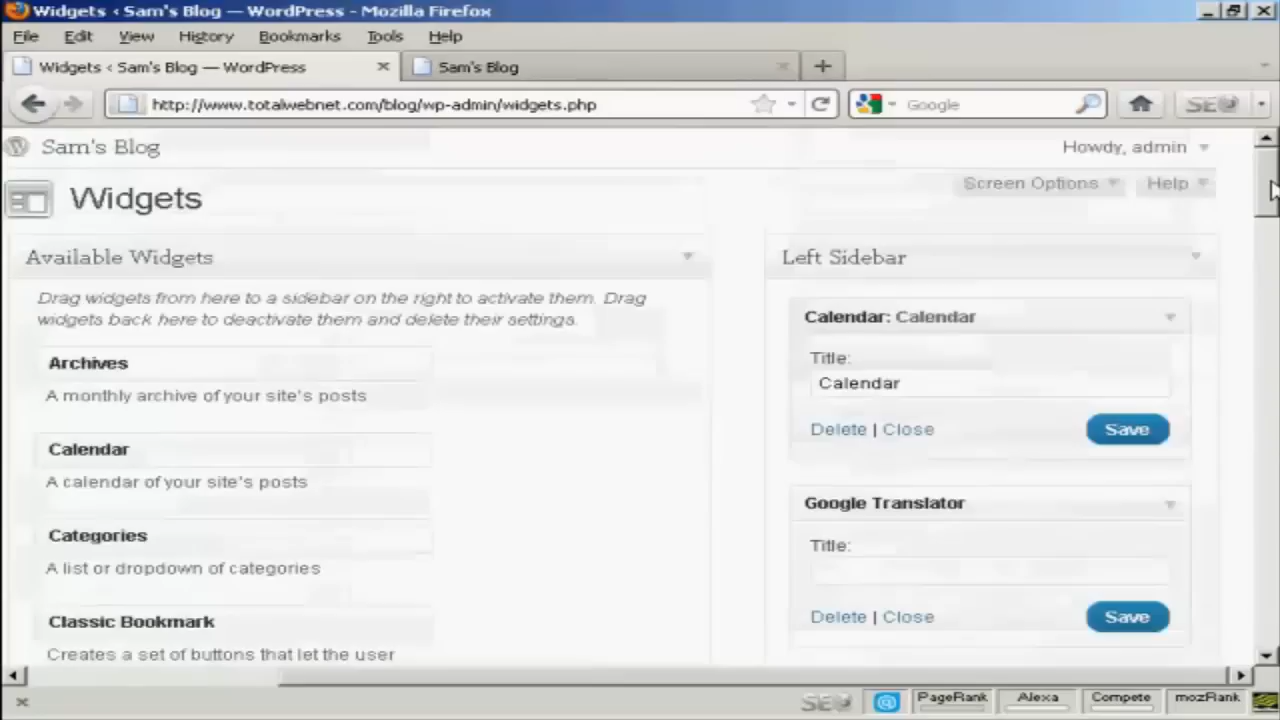 Widgets ‹ Sam's Blog — WordPress - Mozilla Firefox
File Edit View History Bookmarks Tools Help
Widgets ‹ Sam's Blog — WordPress
Sam's Blog
http://www.totalwebnet.com/blog/wp-admin/widgets.php
Google
Sam's Blog
Howdy, admin
Widgets
Screen Options
Help
Available Widgets
Drag widgets from here to a sidebar on the right to activate them. Drag
widgets back here to deactivate them and delete their settings.
Archives
A monthly archive of your site's posts
Calendar
A calendar of your site's posts
Categories
A list or dropdown of categories
Classic Bookmark
Creates a set of buttons that let the user
Left Sidebar
Calendar: Calendar
Title:
Calendar
Delete | Close
Save
Google Translator
Title:
Delete | Close
Save
PageRank
Alexa
Compete
mozRank